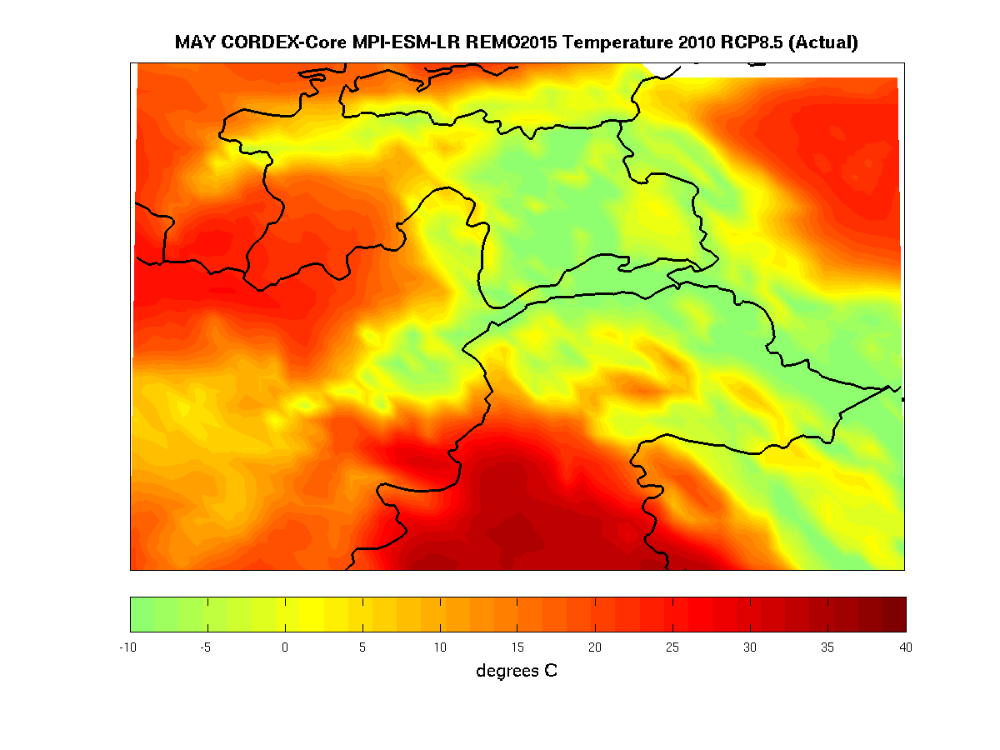 MAY CORDEX-Core MPI-ESM-LR REMO2015 Temperature 2010 RCP8.5 (Actual)
-10 -5 0 5 10 15 20 25 30 35 40
degrees C